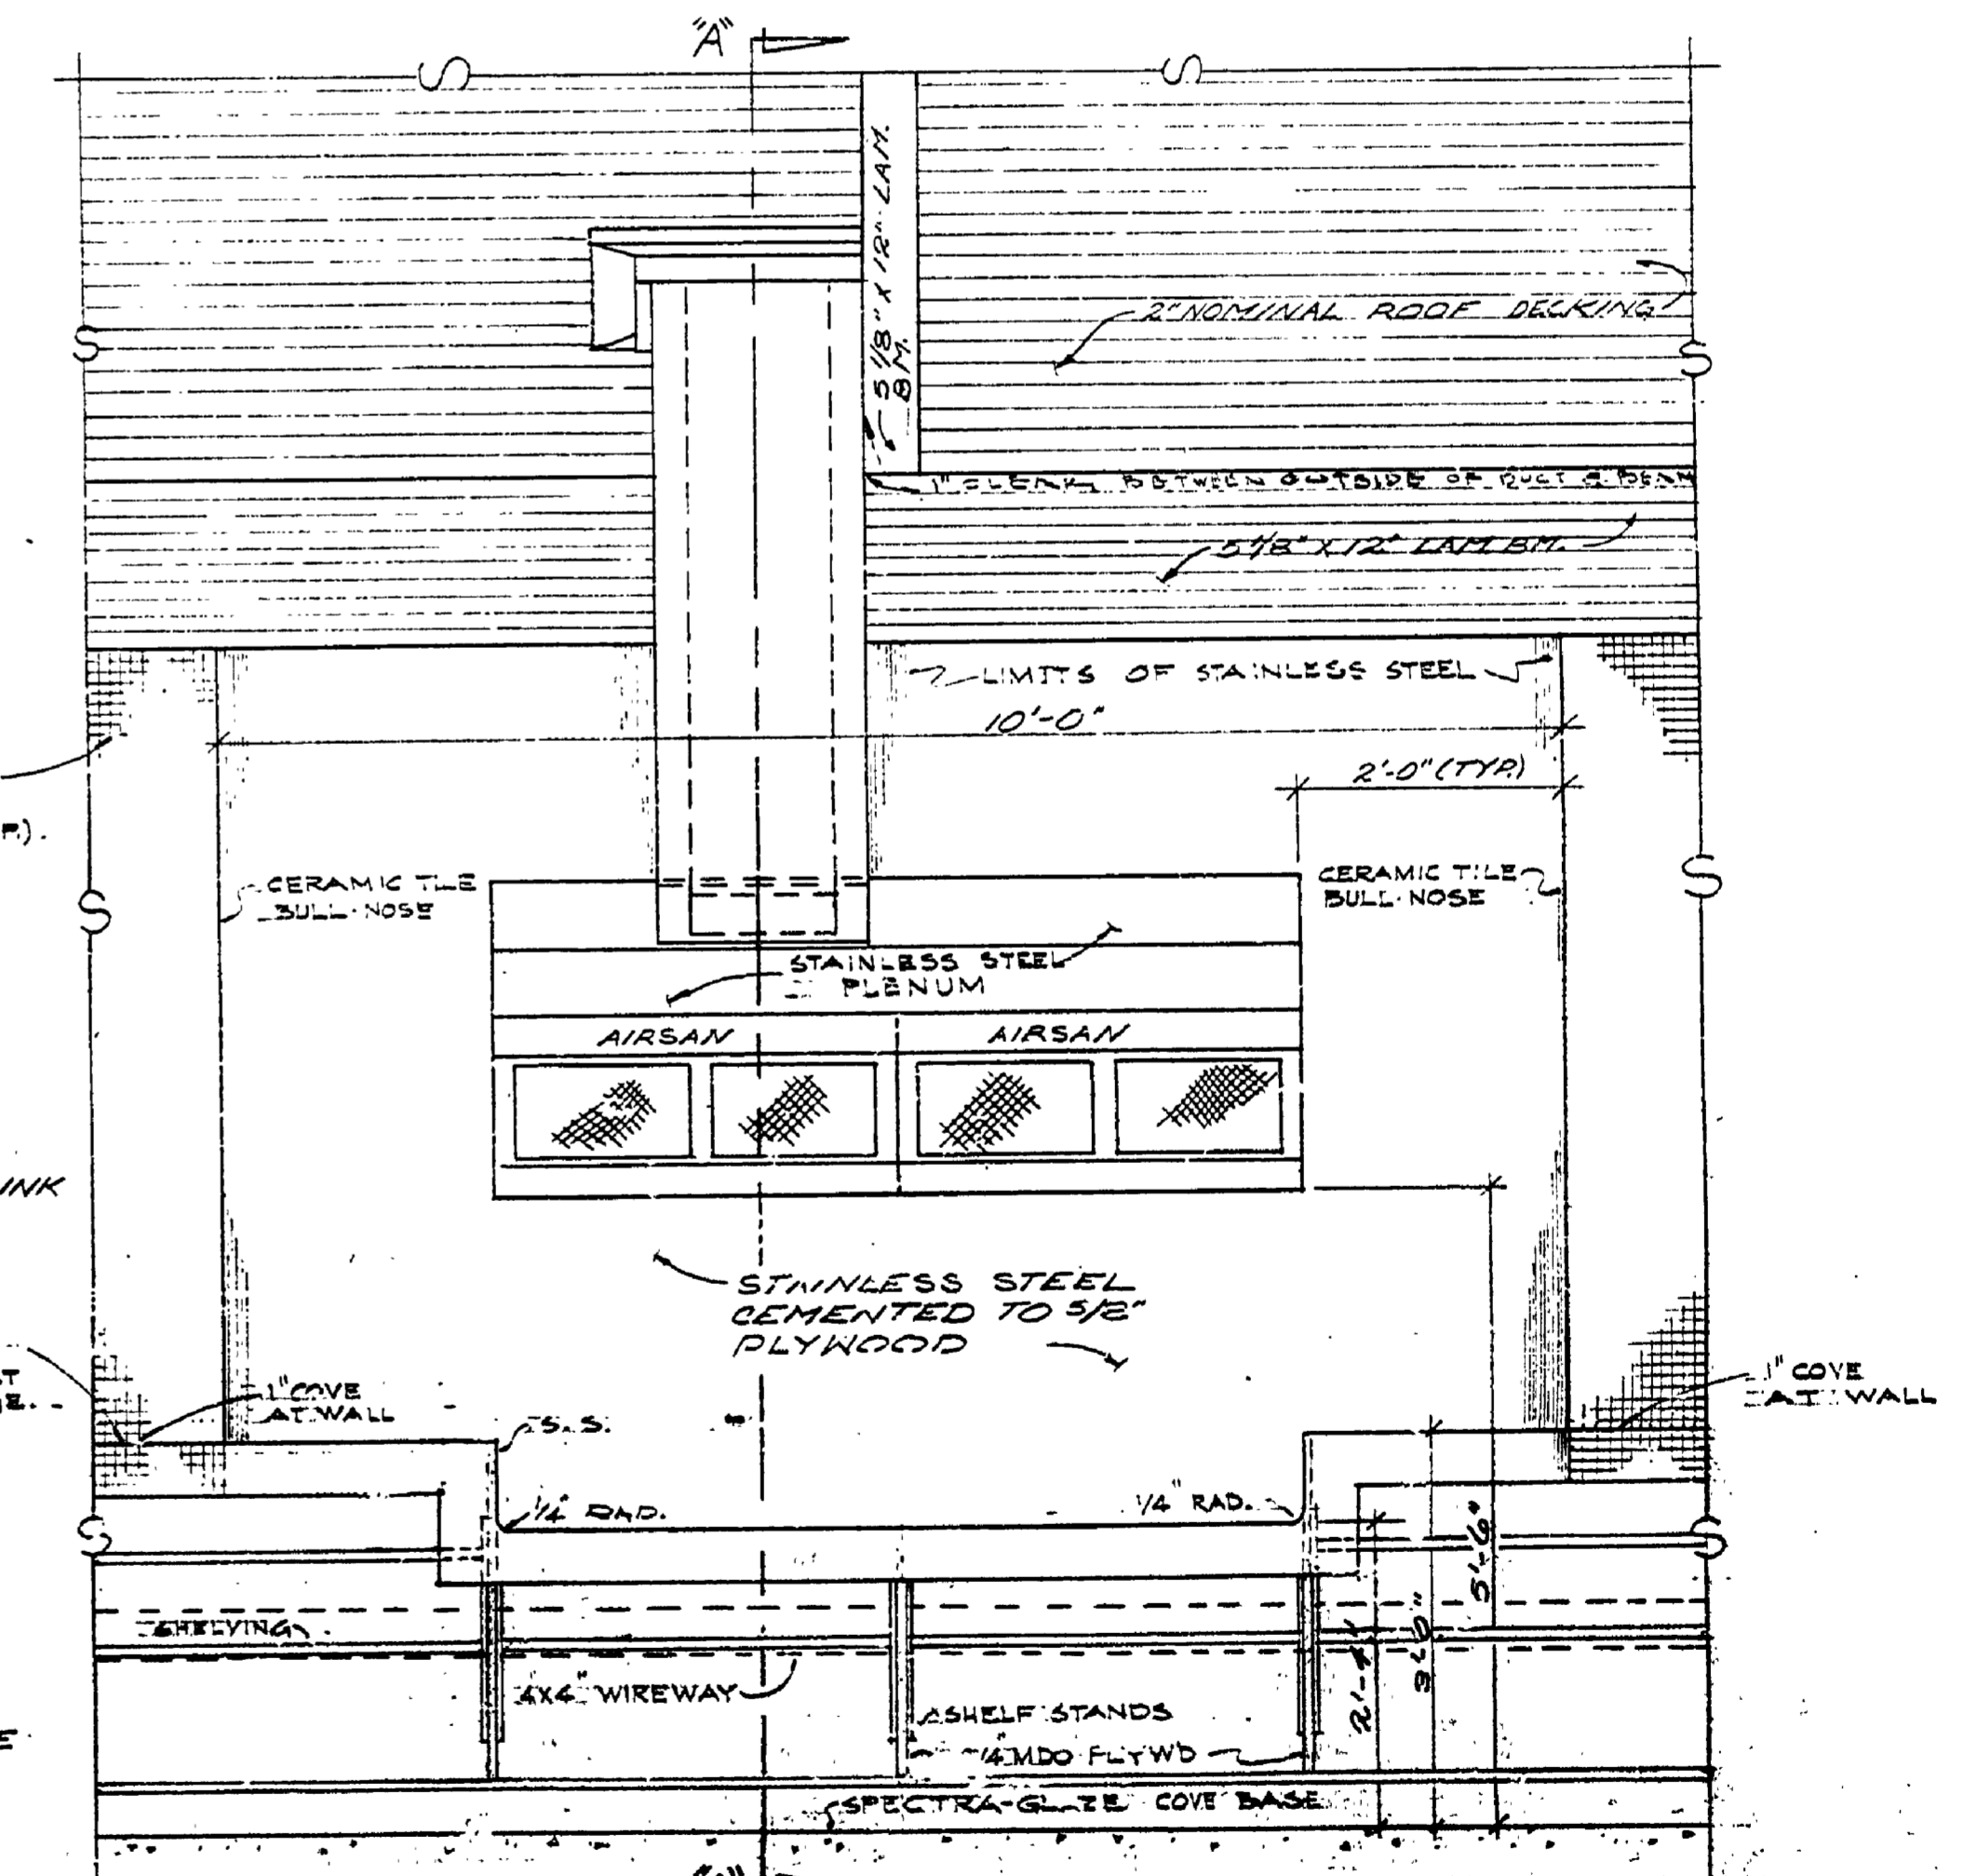 "A"
5 1/8" X 12" LAM.
BM.
2" NOMINAL ROOF DECKING
1" CLEAR BETWEEN OUTSIDE OF DUCT & BEAM
5 1/8" X 12" LAM BM.
LIMITS OF STAINLESS STEEL
10'-0"
2'-0" (TYP.)
CERAMIC TILE
BULL-NOSE
CERAMIC TILE
BULL-NOSE
STAINLESS STEEL
PLENUM
AIRSAN
AIRSAN
STAINLESS STEEL
CEMENTED TO 5/8"
PLYWOOD
1" COVE
AT WALL
S.S.
1" COVE
AT WALL
1/4" RAD.
1/4" RAD.
5'-6"
3'-0"
2'-4"
SHELVING
4X4" WIREWAY
SHELF STANDS
MDO PLYWD
SPECTRA-GLAZE COVE BASE